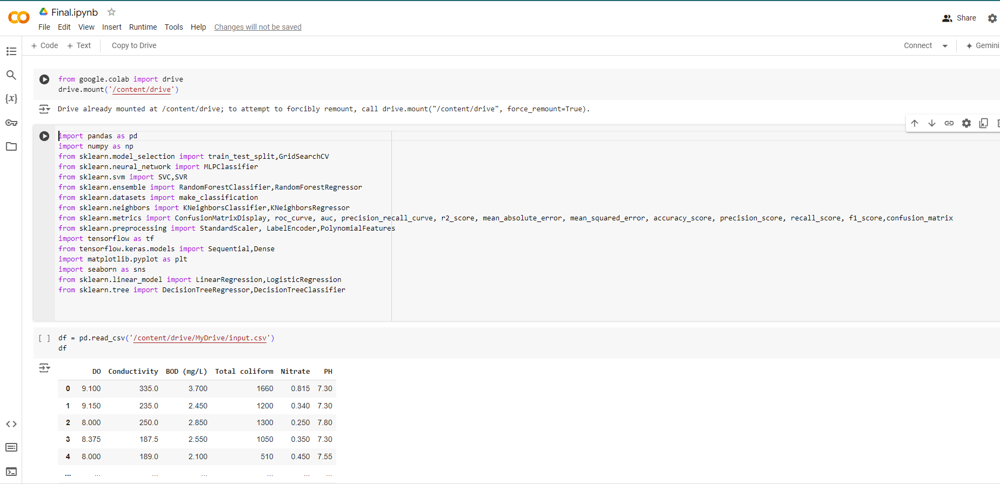 Final.ipynb
File Edit View Insert Runtime Tools Help Changes will not be saved
Share
+ Code + Text Copy to Drive
Connect
Gemini
from google.colab import drive
drive.mount('/content/drive')
Drive already mounted at /content/drive; to attempt to forcibly remount, call drive.mount("/content/drive", force_remount=True).
import pandas as pd
import numpy as np
from sklearn.model_selection import train_test_split,GridSearchCV
from sklearn.neural_network import MLPClassifier
from sklearn.svm import SVC,SVR
from sklearn.ensemble import RandomForestClassifier,RandomForestRegressor
from sklearn.datasets import make_classification
from sklearn.neighbors import KNeighborsClassifier,KNeighborsRegressor
from sklearn.metrics import ConfusionMatrixDisplay, roc_curve, auc, precision_recall_curve, r2_score, mean_absolute_error, mean_squared_error, accuracy_score, precision_score, recall_score, f1_score,confusion_matrix
from sklearn.preprocessing import StandardScaler, LabelEncoder,PolynomialFeatures
import tensorflow as tf
from tensorflow.keras.models import Sequential,Dense
import matplotlib.pyplot as plt
import seaborn as sns
from sklearn.linear_model import LinearRegression,LogisticRegression
from sklearn.tree import DecisionTreeRegressor,DecisionTreeClassifier
[ ] df = pd.read_csv('/content/drive/MyDrive/input.csv')
df
DO Conductivity BOD (mg/L) Total coliform Nitrate PH
0 9.100 335.0 3.700 1660 0.815 7.30
1 9.150 235.0 2.450 1200 0.340 7.30
2 8.000 250.0 2.850 1300 0.250 7.80
3 8.375 187.5 2.550 1050 0.350 7.30
4 8.000 189.0 2.100 510 0.450 7.55
... ... ... ... ... ... ...